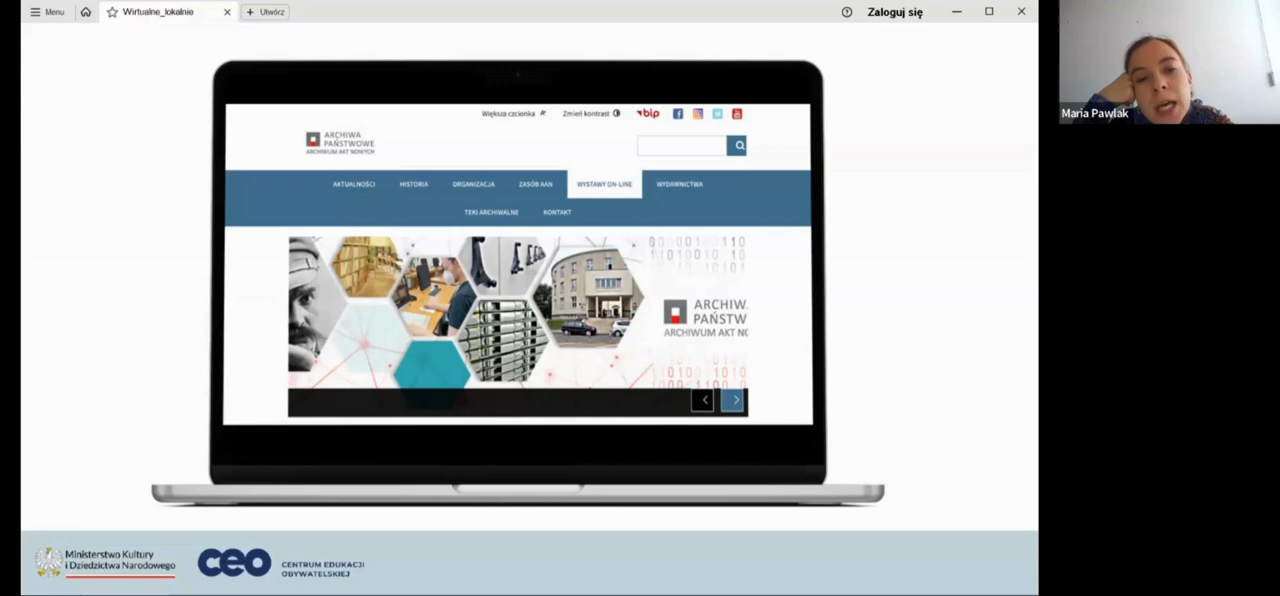 Menu
Wirtualne_lokalnie
Utwórz
Zaloguj się
Większa czcionka
Zmień kontrast
bip
ARCHIWA
PAŃSTWOWE
ARCHIWUM AKT NOWYCH
AKTUALNOŚCI HISTORIA ORGANIZACJA ZASÓB AAN WYSTAWY ON-LINE WYDAWNICTWA
TEKI ARCHIWALNE KONTAKT
ARCHIW
PAŃSTW
ARCHIWUM AKT NO
Maria Pawlak
Ministerstwo Kultury
i Dziedzictwa Narodowego
ceo
CENTRUM EDUKACJI
OBYWATELSKIEJ